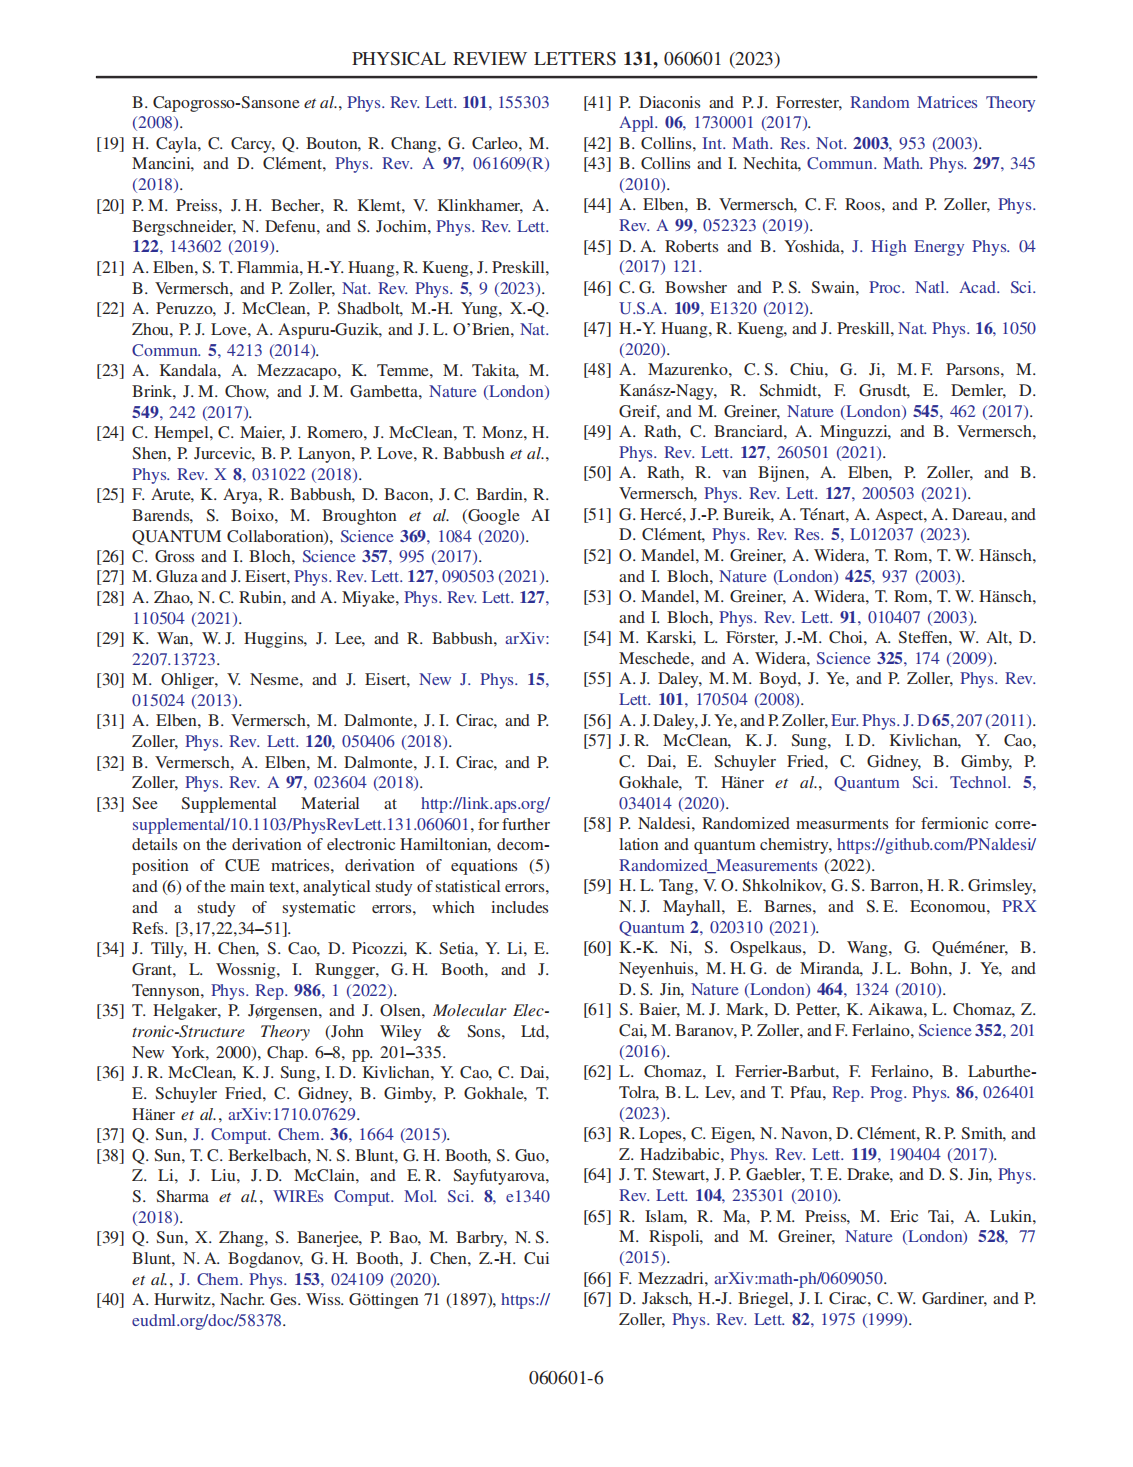 PHYSICAL REVIEW LETTERS 131, 060601 (2023)
B. Capogrosso-Sansone et al., Phys. Rev. Lett. 101, 155303
(2008).
[19] H. Cayla, C. Carcy, Q. Bouton, R. Chang, G. Carleo, M.
Mancini, and D. Clément, Phys. Rev. A 97, 061609(R)
(2018).
[20] P. M. Preiss, J. H. Becher, R. Klemt, V. Klinkhamer, A.
Bergschneider, N. Defenu, and S. Jochim, Phys. Rev. Lett.
122, 143602 (2019).
[21] A. Elben, S. T. Flammia, H.-Y. Huang, R. Kueng, J. Preskill,
B. Vermersch, and P. Zoller, Nat. Rev. Phys. 5, 9 (2023).
[22] A. Peruzzo, J. McClean, P. Shadbolt, M.-H. Yung, X.-Q.
Zhou, P. J. Love, A. Aspuru-Guzik, and J. L. O'Brien, Nat.
Commun. 5, 4213 (2014).
[23] A. Kandala, A. Mezzacapo, K. Temme, M. Takita, M.
Brink, J. M. Chow, and J. M. Gambetta, Nature (London)
549, 242 (2017).
[24] C. Hempel, C. Maier, J. Romero, J. McClean, T. Monz, H.
Shen, P. Jurcevic, B. P. Lanyon, P. Love, R. Babbush et al.,
Phys. Rev. X 8, 031022 (2018).
[25] F. Arute, K. Arya, R. Babbush, D. Bacon, J. C. Bardin, R.
Barends, S. Boixo, M. Broughton et al. (Google AI
QUANTUM Collaboration), Science 369, 1084 (2020).
[26] C. Gross and I. Bloch, Science 357, 995 (2017).
[27] M. Gluza and J. Eisert, Phys. Rev. Lett. 127, 090503 (2021).
[28] A. Zhao, N. C. Rubin, and A. Miyake, Phys. Rev. Lett. 127,
110504 (2021).
[29] K. Wan, W. J. Huggins, J. Lee, and R. Babbush, arXiv:
2207.13723.
[30] M. Ohliger, V. Nesme, and J. Eisert, New J. Phys. 15,
015024 (2013).
[31] A. Elben, B. Vermersch, M. Dalmonte, J. I. Cirac, and P.
Zoller, Phys. Rev. Lett. 120, 050406 (2018).
[32] B. Vermersch, A. Elben, M. Dalmonte, J. I. Cirac, and P.
Zoller, Phys. Rev. A 97, 023604 (2018).
[33] See Supplemental Material at http://link.aps.org/
supplemental/10.1103/PhysRevLett.131.060601, for further
details on the derivation of electronic Hamiltonian, decom-
position of CUE matrices, derivation of equations (5)
and (6) of the main text, analytical study of statistical errors,
and a study of systematic errors, which includes
Refs. [3,17,22,34–51].
[34] J. Tilly, H. Chen, S. Cao, D. Picozzi, K. Setia, Y. Li, E.
Grant, L. Wossnig, I. Rungger, G. H. Booth, and J.
Tennyson, Phys. Rep. 986, 1 (2022).
[35] T. Helgaker, P. Jørgensen, and J. Olsen, Molecular Elec-
tronic-Structure Theory (John Wiley & Sons, Ltd,
New York, 2000), Chap. 6–8, pp. 201–335.
[36] J. R. McClean, K. J. Sung, I. D. Kivlichan, Y. Cao, C. Dai,
E. Schuyler Fried, C. Gidney, B. Gimby, P. Gokhale, T.
Häner et al., arXiv:1710.07629.
[37] Q. Sun, J. Comput. Chem. 36, 1664 (2015).
[38] Q. Sun, T. C. Berkelbach, N. S. Blunt, G. H. Booth, S. Guo,
Z. Li, J. Liu, J. D. McClain, and E. R. Sayfutyarova,
S. Sharma et al., WIREs Comput. Mol. Sci. 8, e1340
(2018).
[39] Q. Sun, X. Zhang, S. Banerjee, P. Bao, M. Barbry, N. S.
Blunt, N. A. Bogdanov, G. H. Booth, J. Chen, Z.-H. Cui
et al., J. Chem. Phys. 153, 024109 (2020).
[40] A. Hurwitz, Nachr. Ges. Wiss. Göttingen 71 (1897), https://
eudml.org/doc/58378.
[41] P. Diaconis and P. J. Forrester, Random Matrices Theory
Appl. 06, 1730001 (2017).
[42] B. Collins, Int. Math. Res. Not. 2003, 953 (2003).
[43] B. Collins and I. Nechita, Commun. Math. Phys. 297, 345
(2010).
[44] A. Elben, B. Vermersch, C. F. Roos, and P. Zoller, Phys.
Rev. A 99, 052323 (2019).
[45] D. A. Roberts and B. Yoshida, J. High Energy Phys. 04
(2017) 121.
[46] C. G. Bowsher and P. S. Swain, Proc. Natl. Acad. Sci.
U.S.A. 109, E1320 (2012).
[47] H.-Y. Huang, R. Kueng, and J. Preskill, Nat. Phys. 16, 1050
(2020).
[48] A. Mazurenko, C. S. Chiu, G. Ji, M. F. Parsons, M.
Kanász-Nagy, R. Schmidt, F. Grusdt, E. Demler, D.
Greif, and M. Greiner, Nature (London) 545, 462 (2017).
[49] A. Rath, C. Branciard, A. Minguzzi, and B. Vermersch,
Phys. Rev. Lett. 127, 260501 (2021).
[50] A. Rath, R. van Bijnen, A. Elben, P. Zoller, and B.
Vermersch, Phys. Rev. Lett. 127, 200503 (2021).
[51] G. Hercé, J.-P. Bureik, A. Ténart, A. Aspect, A. Dareau, and
D. Clément, Phys. Rev. Res. 5, L012037 (2023).
[52] O. Mandel, M. Greiner, A. Widera, T. Rom, T. W. Hänsch,
and I. Bloch, Nature (London) 425, 937 (2003).
[53] O. Mandel, M. Greiner, A. Widera, T. Rom, T. W. Hänsch,
and I. Bloch, Phys. Rev. Lett. 91, 010407 (2003).
[54] M. Karski, L. Förster, J.-M. Choi, A. Steffen, W. Alt, D.
Meschede, and A. Widera, Science 325, 174 (2009).
[55] A. J. Daley, M. M. Boyd, J. Ye, and P. Zoller, Phys. Rev.
Lett. 101, 170504 (2008).
[56] A. J. Daley, J. Ye, and P. Zoller, Eur. Phys. J. D 65, 207 (2011).
[57] J. R. McClean, K. J. Sung, I. D. Kivlichan, Y. Cao,
C. Dai, E. Schuyler Fried, C. Gidney, B. Gimby, P.
Gokhale, T. Häner et al., Quantum Sci. Technol. 5,
034014 (2020).
[58] P. Naldesi, Randomized measurments for fermionic corre-
lation and quantum chemistry, https://github.com/PNaldesi/
Randomized_Measurements (2022).
[59] H. L. Tang, V. O. Shkolnikov, G. S. Barron, H. R. Grimsley,
N. J. Mayhall, E. Barnes, and S. E. Economou, PRX
Quantum 2, 020310 (2021).
[60] K.-K. Ni, S. Ospelkaus, D. Wang, G. Quéméner, B.
Neyenhuis, M. H. G. de Miranda, J. L. Bohn, J. Ye, and
D. S. Jin, Nature (London) 464, 1324 (2010).
[61] S. Baier, M. J. Mark, D. Petter, K. Aikawa, L. Chomaz, Z.
Cai, M. Baranov, P. Zoller, and F. Ferlaino, Science 352, 201
(2016).
[62] L. Chomaz, I. Ferrier-Barbut, F. Ferlaino, B. Laburthe-
Tolra, B. L. Lev, and T. Pfau, Rep. Prog. Phys. 86, 026401
(2023).
[63] R. Lopes, C. Eigen, N. Navon, D. Clément, R. P. Smith, and
Z. Hadzibabic, Phys. Rev. Lett. 119, 190404 (2017).
[64] J. T. Stewart, J. P. Gaebler, T. E. Drake, and D. S. Jin, Phys.
Rev. Lett. 104, 235301 (2010).
[65] R. Islam, R. Ma, P. M. Preiss, M. Eric Tai, A. Lukin,
M. Rispoli, and M. Greiner, Nature (London) 528, 77
(2015).
[66] F. Mezzadri, arXiv:math-ph/0609050.
[67] D. Jaksch, H.-J. Briegel, J. I. Cirac, C. W. Gardiner, and P.
Zoller, Phys. Rev. Lett. 82, 1975 (1999).
060601-6